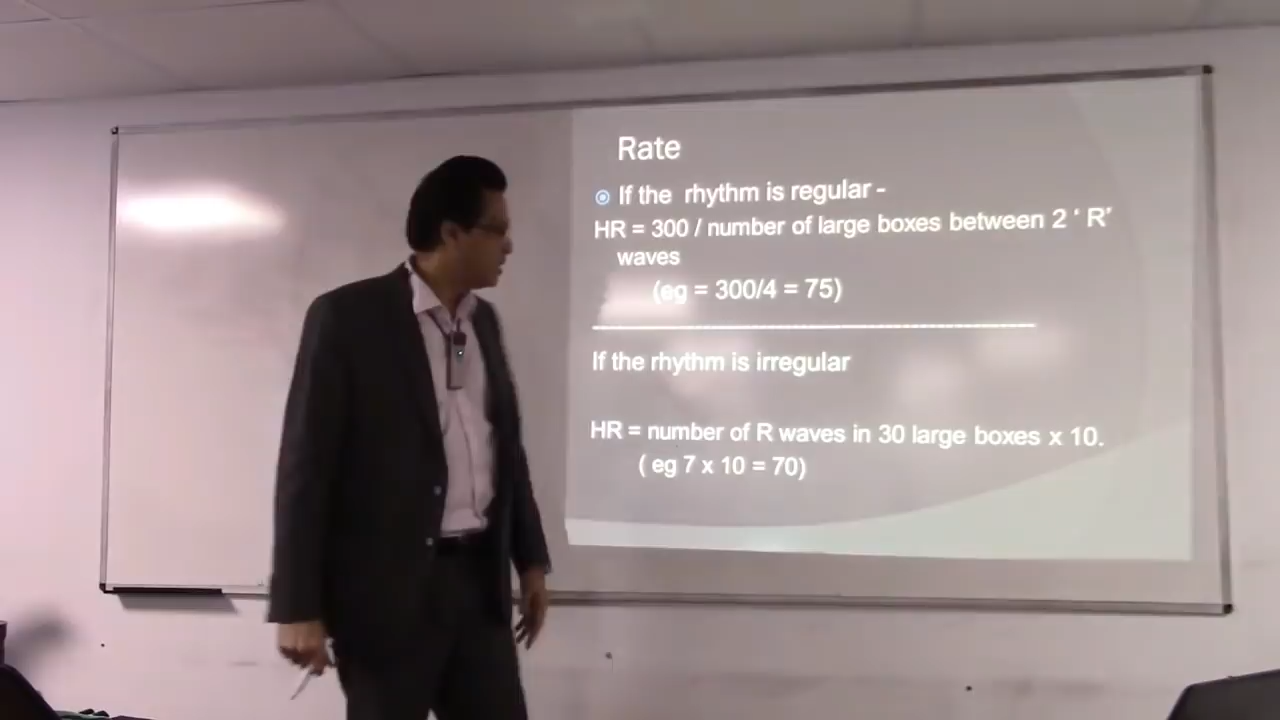 Rate
If the rhythm is regular -
HR = 300 / number of large boxes between 2 ' R'
waves
(eg = 300/4 = 75)
If the rhythm is irregular
HR = number of R waves in 30 large boxes x 10.
( eg 7 x 10 = 70)